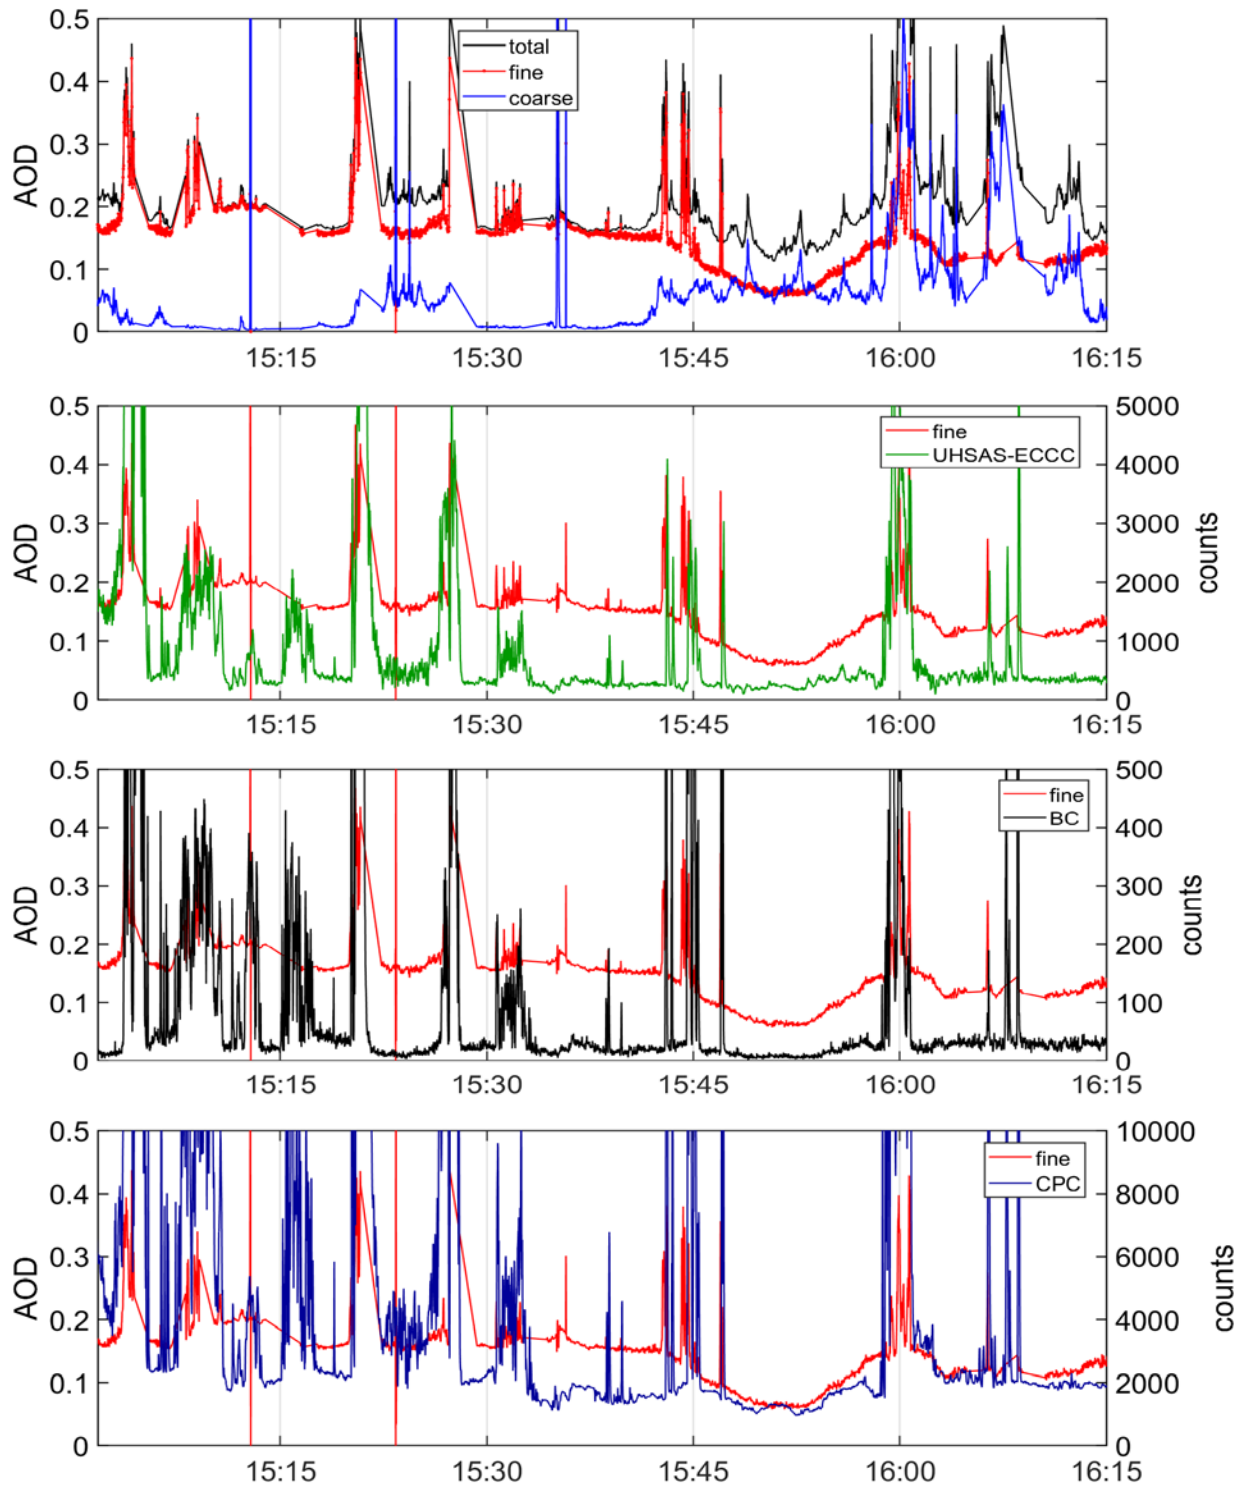 0.5
total
0.4
fine
coarse
0.3
AOD
0.2
0.1
0
15:15 15:30 15:45 16:00 16:15
0.5 5000
fine
UHSAS-ECCC
0.4 4000
0.3 3000
AOD counts
0.2 2000
0.1 1000
0 0
15:15 15:30 15:45 16:00 16:15
0.5 500
fine
BC
0.4 400
0.3 300
AOD counts
0.2 200
0.1 100
0 0
15:15 15:30 15:45 16:00 16:15
0.5 10000
fine
CPC
0.4 8000
0.3 6000
AOD counts
0.2 4000
0.1 2000
0 0
15:15 15:30 15:45 16:00 16:15